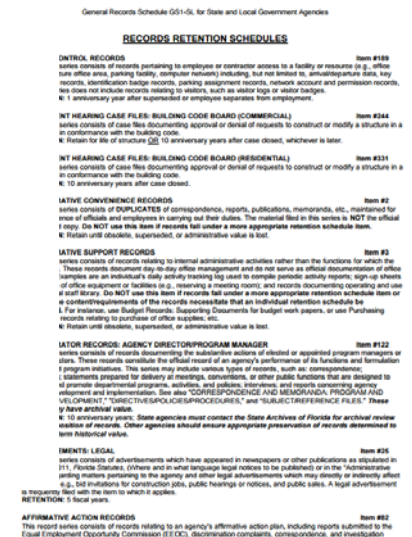 General Records Schedule GS1-SL for State and Local Government Agencies
RECORDS RETENTION SCHEDULES
ONTROL RECORDS Item #189
series consists of records pertaining to employee or contractor access to a facility or resource (e.g., office
ture office area, parking facility, computer network) including, but not limited to, arrival/departure data, key
records, identification badge records, parking assignment records, network account and permission records,
ries does not include records relating to visitors, such as visitor logs or visitor badges.
N: 1 anniversary year after superseded or employee separates from employment.
NT HEARING CASE FILES: BUILDING CODE BOARD (COMMERCIAL) Item #244
series consists of case files documenting approval or denial of requests to construct or modify a structure in a
in conformance with the building code.
N: Retain for life of structure OR 10 anniversary years after case closed, whichever is later.
NT HEARING CASE FILES: BUILDING CODE BOARD (RESIDENTIAL) Item #331
series consists of case files documenting approval or denial of requests to construct or modify a structure in a
in conformance with the building code.
N: 10 anniversary years after case closed.
ATIVE CONVENIENCE RECORDS Item #2
series consists of DUPLICATES of correspondence, reports, publications, memoranda, etc., maintained for
ence of officials and employees in carrying out their duties. The material filed in this series is NOT the official
l copy. Do NOT use this item if records fall under a more appropriate retention schedule item.
N: Retain until obsolete, superseded, or administrative value is lost.
ATIVE SUPPORT RECORDS Item #3
series consists of records relating to internal administrative activities rather than the functions for which the
. These records document day-to-day office management and do not serve as official documentation of office
xamples are an individual's daily activity tracking log used to compile periodic activity reports; sign-up sheets
of office equipment or facilities (e.g., reserving a meeting room); and records documenting operating and use
al staff library. Do NOT use this item if records fall under a more appropriate retention schedule item or
e content/requirements of the records necessitate that an individual retention schedule be
l. For instance, use Budget Records: Supporting Documents for budget work papers, or use Purchasing
records relating to purchase of office supplies, etc.
N: Retain until obsolete, superseded, or administrative value is lost.
ATOR RECORDS: AGENCY DIRECTOR/PROGRAM MANAGER Item #122
series consists of records documenting the substantive actions of elected or appointed program managers or
ctors. These records constitute the official record of an agency's performance of its functions and formulation
t program initiatives. This series may include various types of records, such as: correspondence;
; statements prepared for delivery at meetings, conventions, or other public functions that are designed to
nd promote departmental programs, activities, and policies; interviews; and reports concerning agency
velopment and implementation. See also "CORRESPONDENCE AND MEMORANDA: PROGRAM AND
VELOPMENT," "DIRECTIVES/POLICIES/PROCEDURES," and "SUBJECT/REFERENCE FILES." These
y have archival value.
N: 10 anniversary years; State agencies must contact the State Archives of Florida for archival review
osition of records. Other agencies should ensure appropriate preservation of records determined to
term historical value.
EMENTS: LEGAL Item #25
series consists of advertisements which have appeared in newspapers or other publications as stipulated in
011, Florida Statutes, (Where and in what language legal notices to be published) or in the "Administrative
arding matters pertaining to the agency and other legal advertisements which may directly or indirectly affect
e.g., bid invitations for construction jobs, public hearings or notices, and public sales. A legal advertisement
is frequently filed with the item to which it applies.
RETENTION: 5 fiscal years.
AFFIRMATIVE ACTION RECORDS Item #82
This record series consists of records relating to an agency's affirmative action plan, including reports submitted to the
Equal Employment Opportunity Commission (EEOC), discrimination complaints, correspondence, and investigation